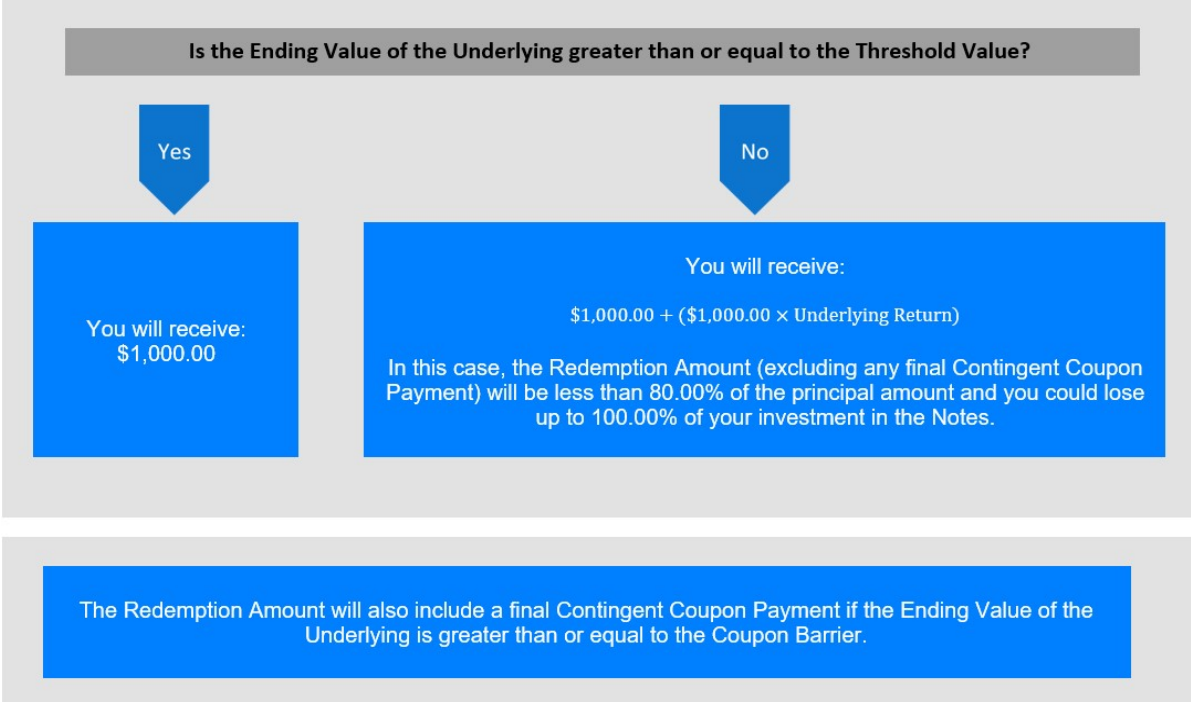 Is the Ending Value of the Underlying greater than or equal to the Threshold Value?
Yes
No
You will receive:
$1,000.00
You will receive:
$1,000.00 + ($1,000.00 × Underlying Return)
In this case, the Redemption Amount (excluding any final Contingent Coupon
Payment) will be less than 80.00% of the principal amount and you could lose
up to 100.00% of your investment in the Notes.
The Redemption Amount will also include a final Contingent Coupon Payment if the Ending Value of the
Underlying is greater than or equal to the Coupon Barrier.